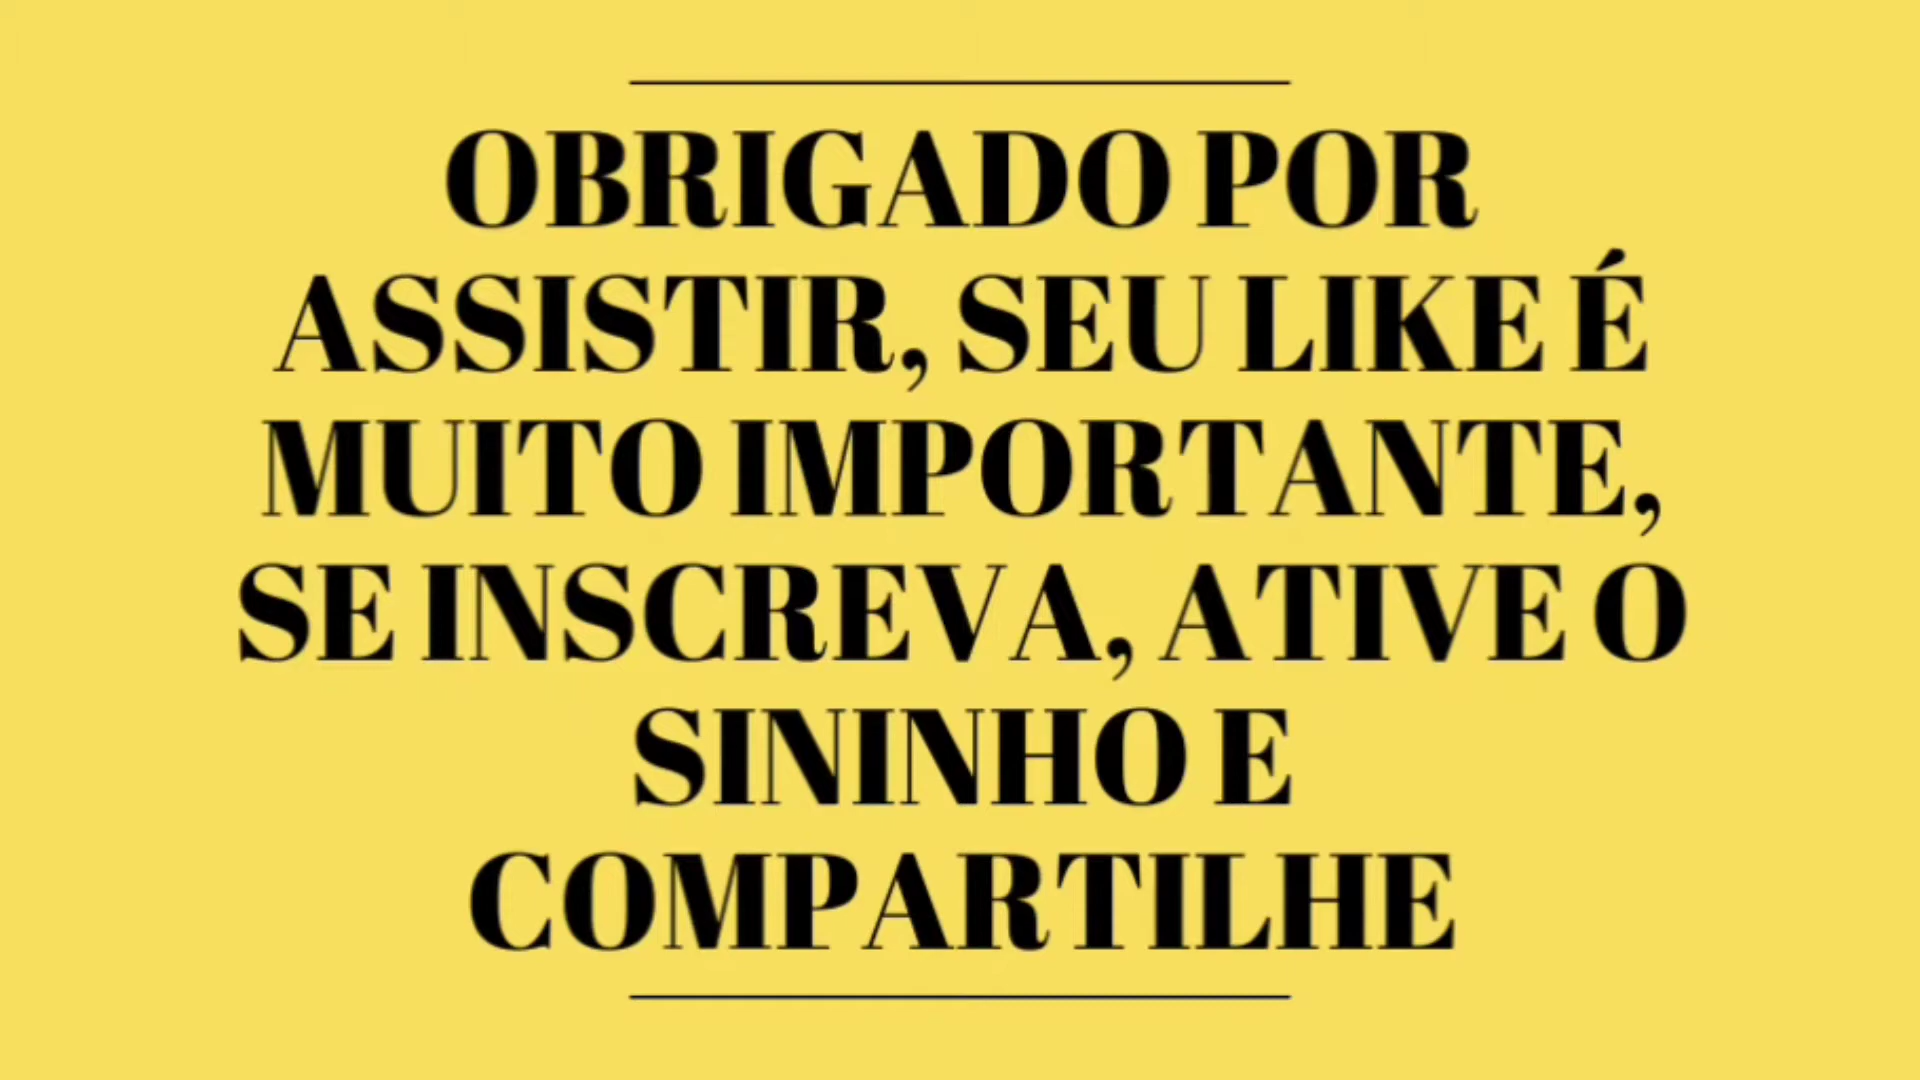 OBRIGADO POR
ASSISTIR, SEU LIKE É
MUITO IMPORTANTE,
SE INSCREVA, ATIVE O
SININHO E
COMPARTILHE